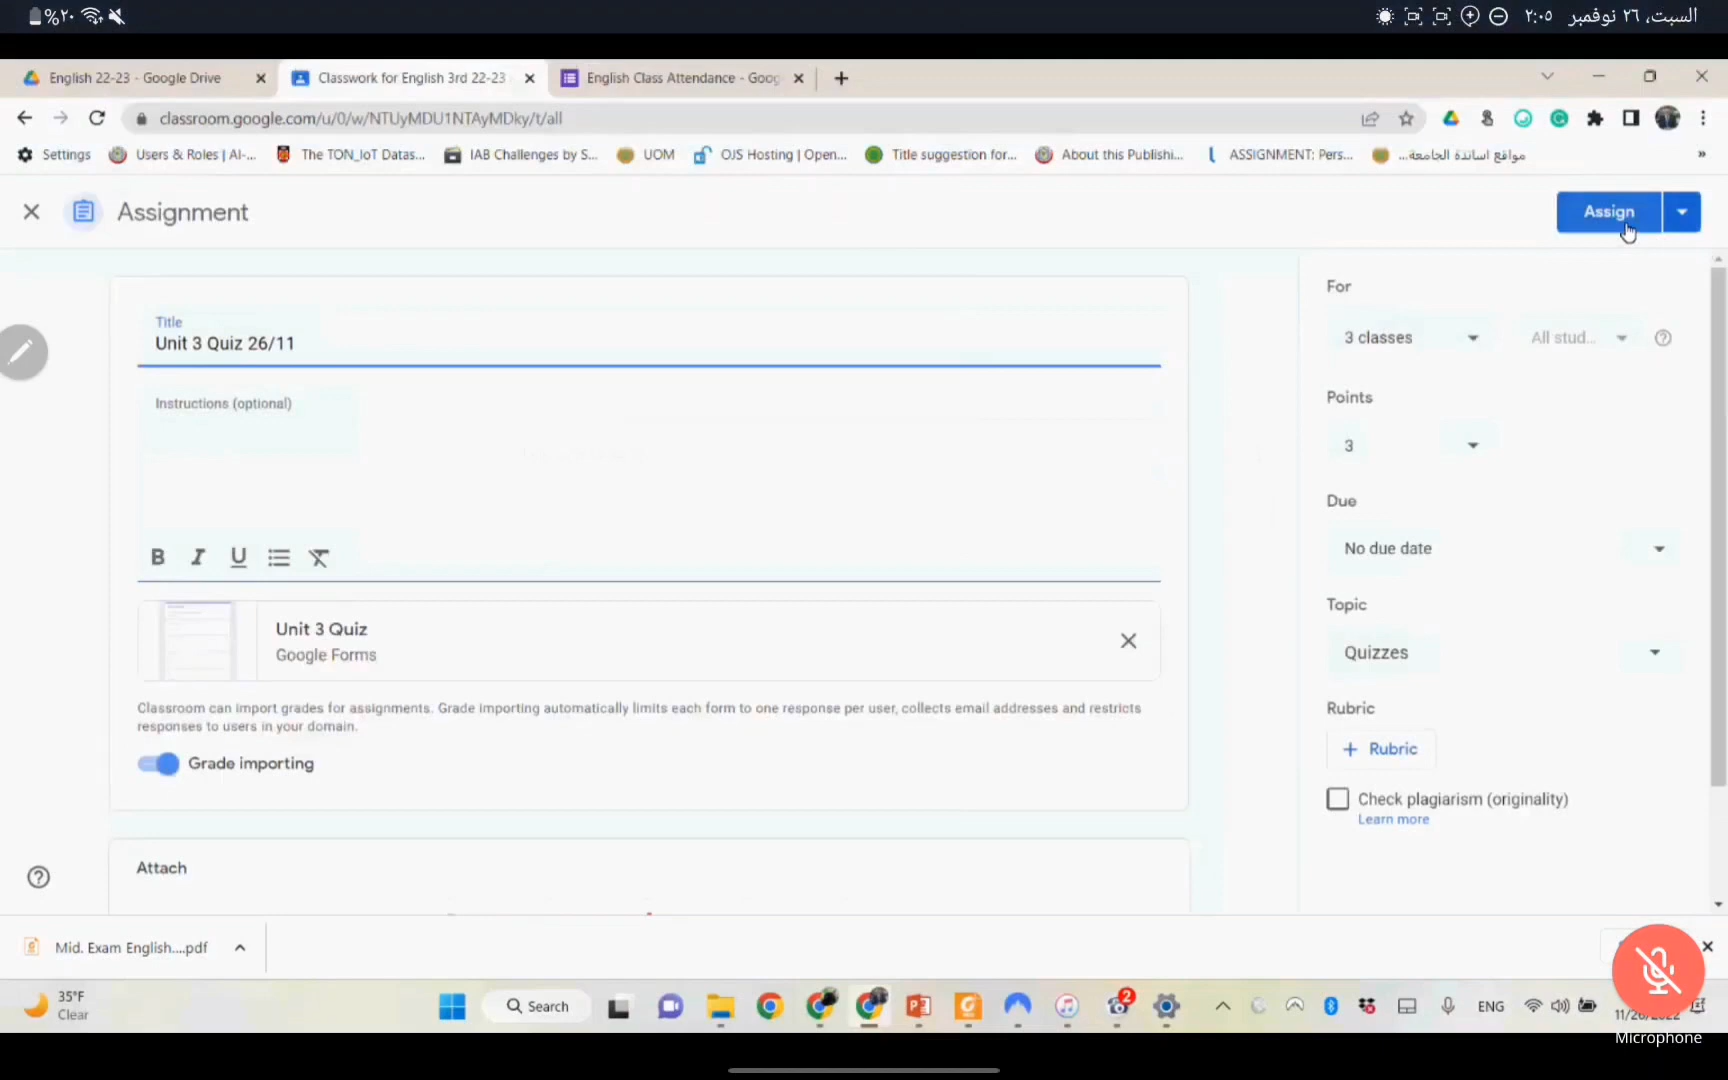 %٢٠
السبت، ٢٦ نوفمبر ٢:٠٥
English 22-23 - Google Drive
Classwork for English 3rd 22-23
English Class Attendance - Goog
classroom.google.com/u/0/w/NTUyMDU1NTAyMDky/t/all
Settings
Users & Roles | Al-...
The TON_IoT Datas...
IAB Challenges by S...
UOM
OJS Hosting | Open...
Title suggestion for...
About this Publishi...
ASSIGNMENT: Pers...
مواقع اساتذة الجامعة...
»
Assignment
Assign
Title
Unit 3 Quiz 26/11
Instructions (optional)
B I U
Unit 3 Quiz
Google Forms
Classroom can import grades for assignments. Grade importing automatically limits each form to one response per user, collects email addresses and restricts
responses to users in your domain.
Grade importing
Attach
For
3 classes
All stud...
Points
3
Due
No due date
Topic
Quizzes
Rubric
+ Rubric
Check plagiarism (originality)
Learn more
Mid. Exam English....pdf
35°F
Clear
Search
2
ENG
Microphone